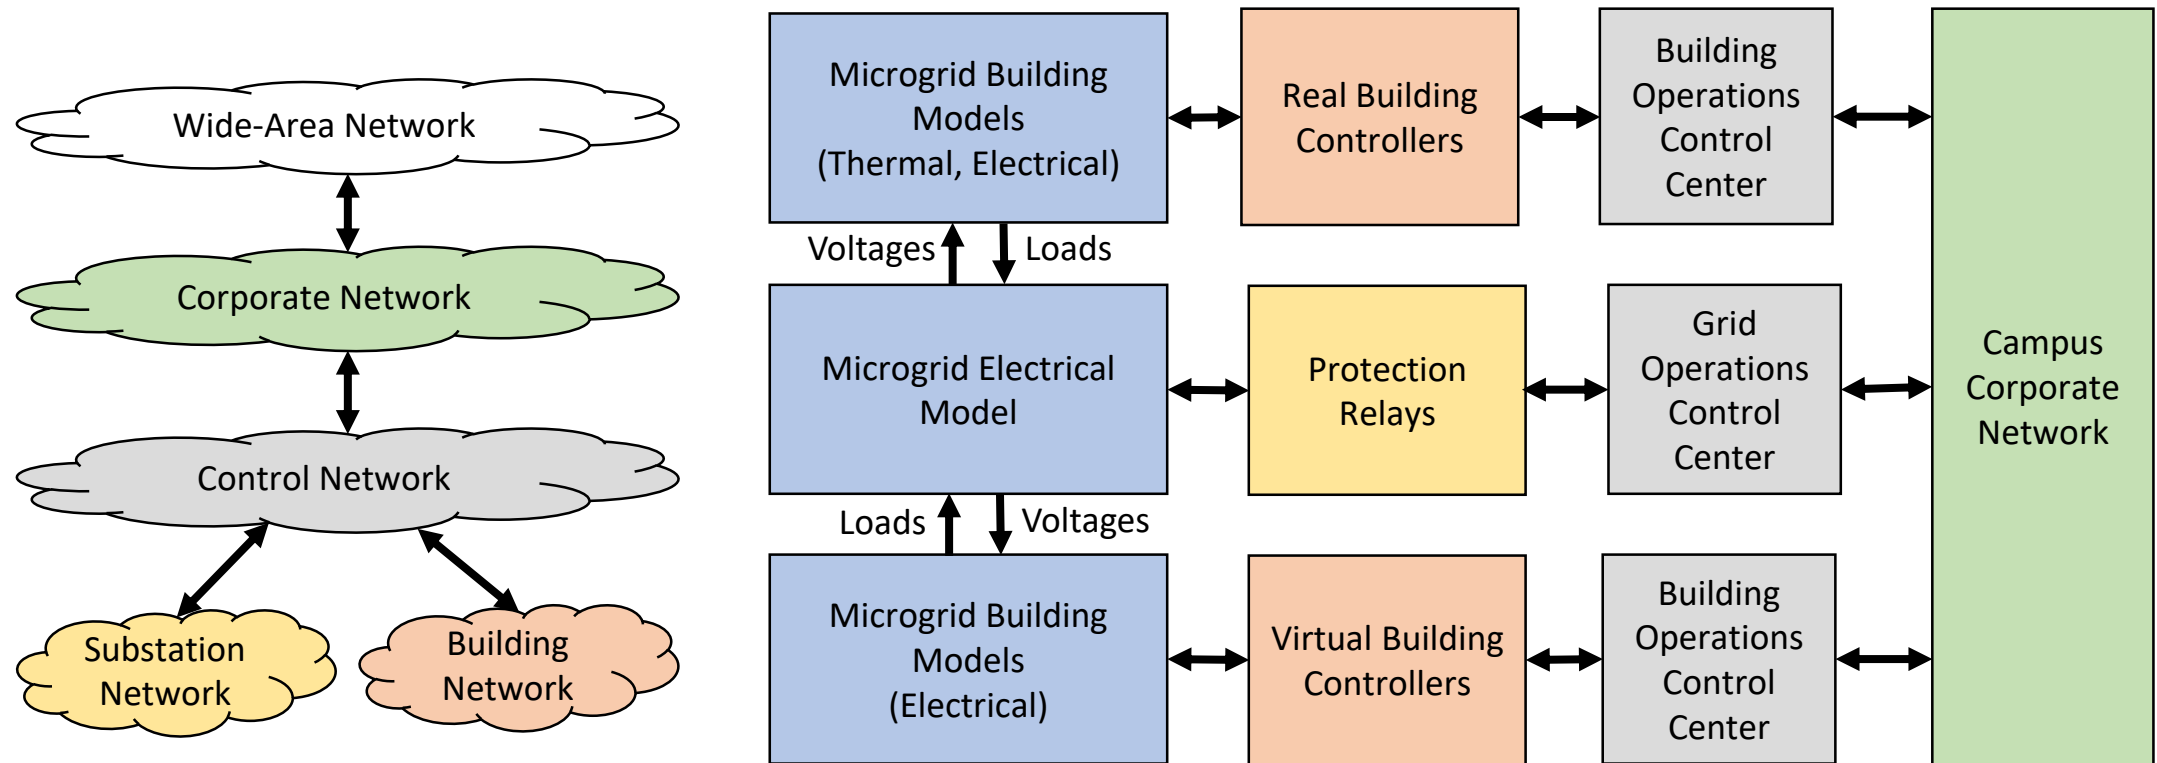 Wide-Area Network
Corporate Network
Control Network
Substation
Network
Building
Network
Microgrid Building
Models
(Thermal, Electrical)
Real Building
Controllers
Building
Operations
Control
Center
Voltages
Loads
Microgrid Electrical
Model
Protection
Relays
Grid
Operations
Control
Center
Campus
Corporate
Network
Loads
Voltages
Microgrid Building
Models
(Electrical)
Virtual Building
Controllers
Building
Operations
Control
Center